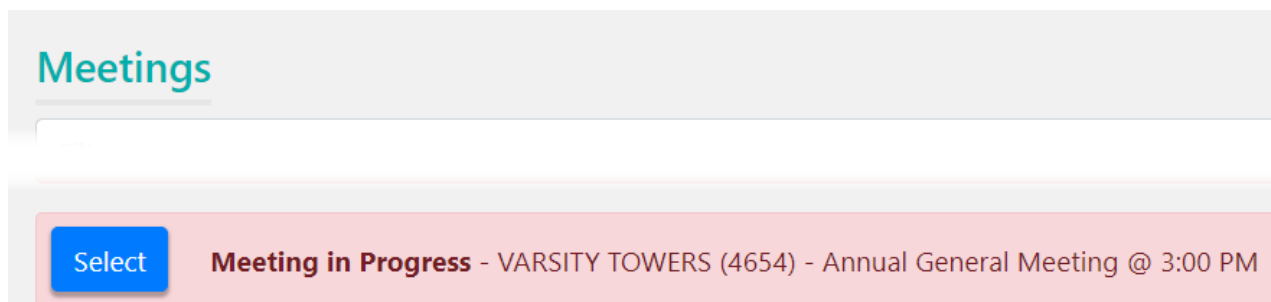 Meetings
Select Meeting in Progress - VARSITY TOWERS (4654) - Annual General Meeting @ 3:00 PM